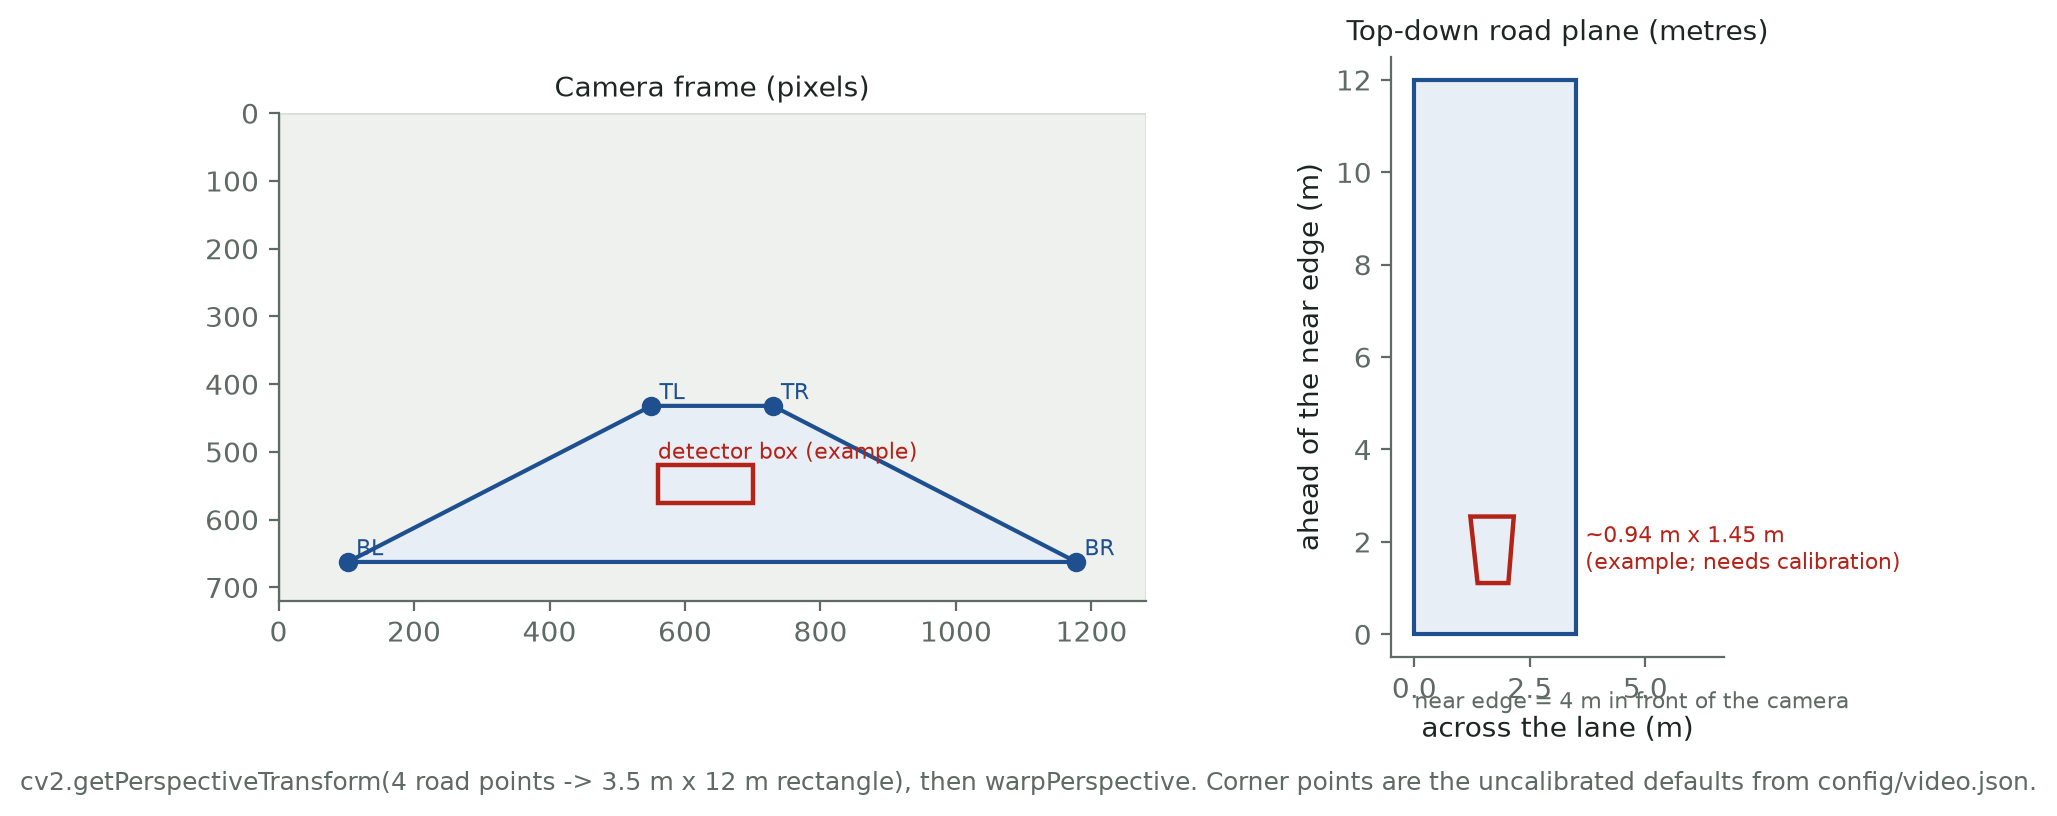 Camera frame (pixels)
0
100
200
300
400
500
600
700
0
200
400
600
800
1000
1200
TL
TR
detector box (example)
BL
BR
Top-down road plane (metres)
ahead of the near edge (m)
12
10
8
6
4
2
0
~0.94 m x 1.45 m
(example; needs calibration)
0.0
2.5
5.0
near edge = 4 m in front of the camera
across the lane (m)
cv2.getPerspectiveTransform(4 road points -> 3.5 m x 12 m rectangle), then warpPerspective. Corner points are the uncalibrated defaults from config/video.json.